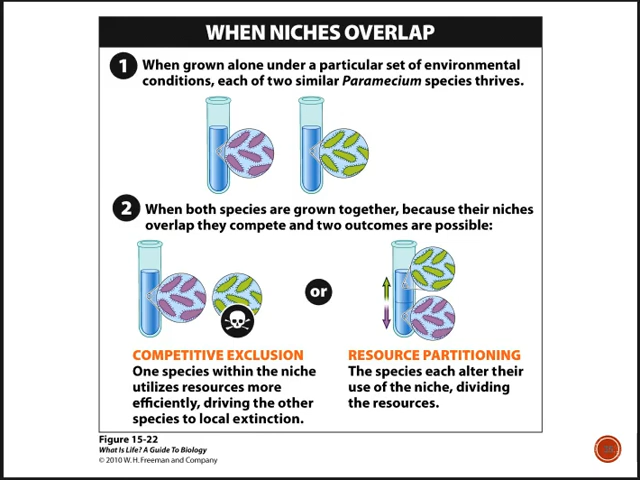 WHEN NICHES OVERLAP
1 When grown alone under a particular set of environmental
conditions, each of two similar Paramecium species thrives.
2 When both species are grown together, because their niches
overlap they compete and two outcomes are possible:
or
COMPETITIVE EXCLUSION
One species within the niche
utilizes resources more
efficiently, driving the other
species to local extinction.
RESOURCE PARTITIONING
The species each alter their
use of the niche, dividing
the resources.
Figure 15-22
What Is Life? A Guide To Biology
© 2010 W. H. Freeman and Company